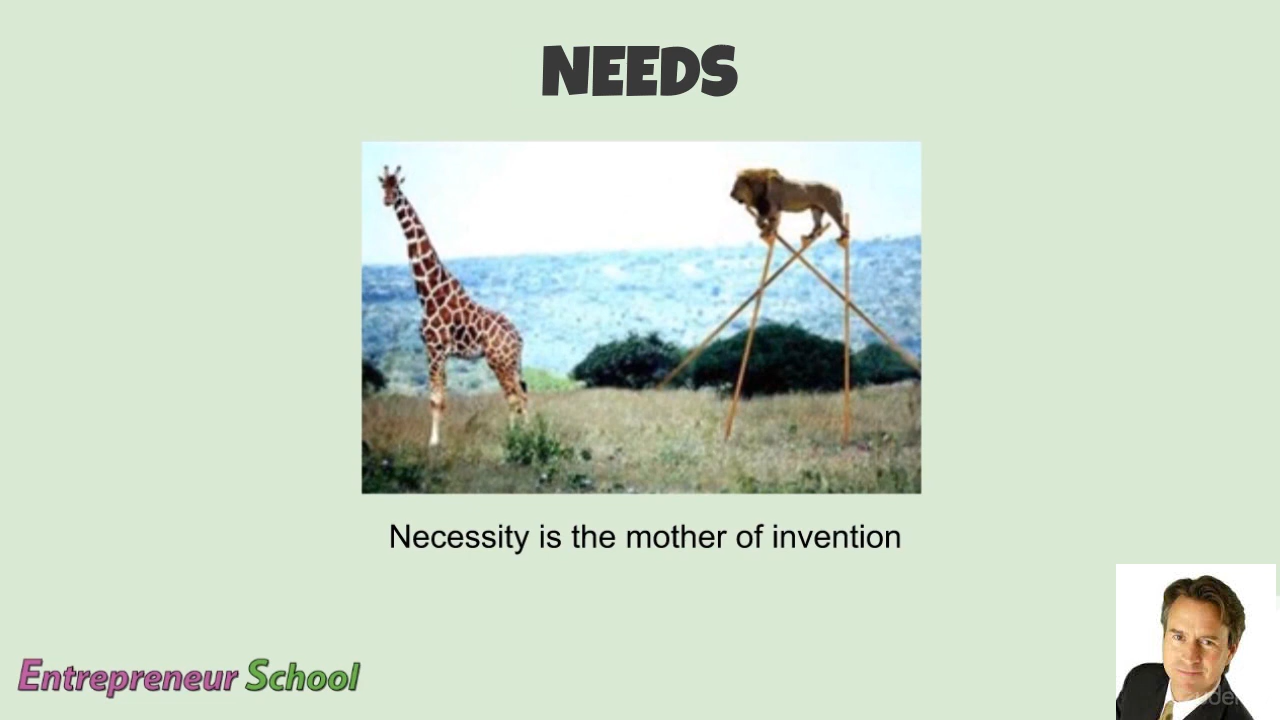 NEEDS
Necessity is the mother of invention
Entrepreneur School